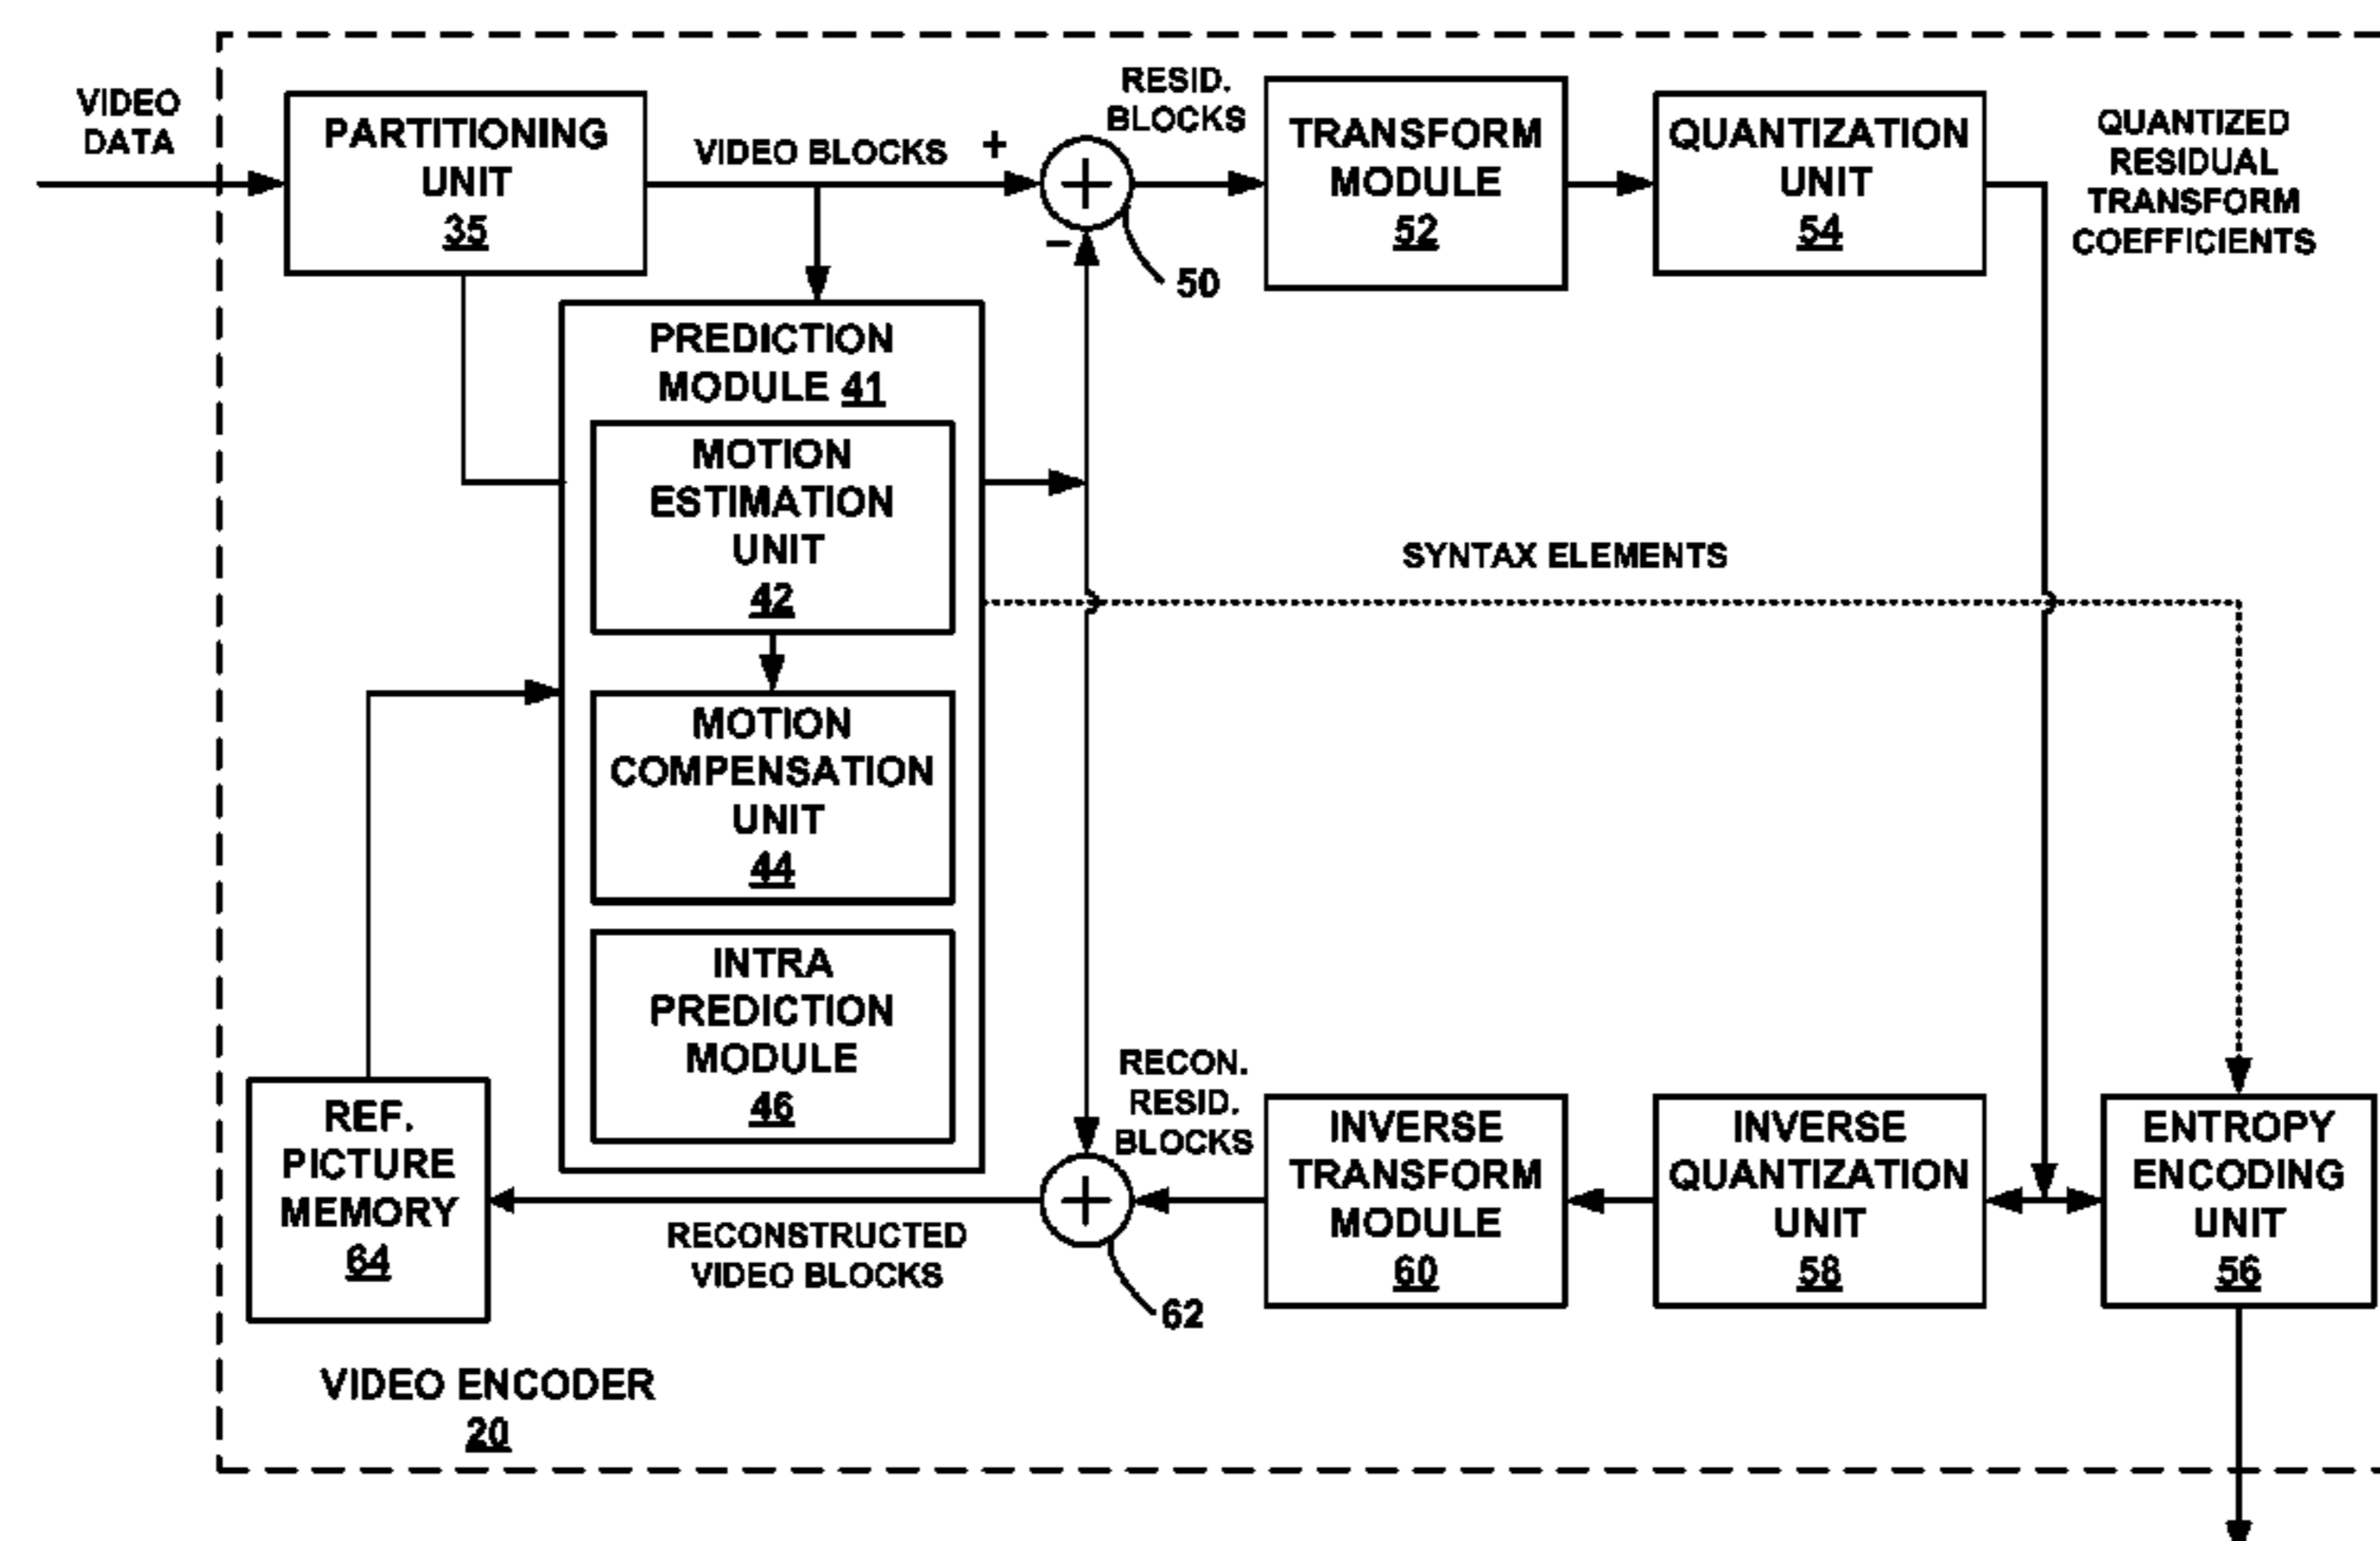 VIDEO
DATA
PARTITIONING
UNIT
35
VIDEO BLOCKS
+
−
50
RESID.
BLOCKS
TRANSFORM
MODULE
52
QUANTIZATION
UNIT
54
QUANTIZED
RESIDUAL
TRANSFORM
COEFFICIENTS
PREDICTION
MODULE 41
MOTION
ESTIMATION
UNIT
42
SYNTAX ELEMENTS
MOTION
COMPENSATION
UNIT
44
INTRA
PREDICTION
MODULE
46
REF.
PICTURE
MEMORY
64
RECONSTRUCTED
VIDEO BLOCKS
62
RECON.
RESID.
BLOCKS
INVERSE
TRANSFORM
MODULE
60
INVERSE
QUANTIZATION
UNIT
58
ENTROPY
ENCODING
UNIT
56
VIDEO ENCODER
20